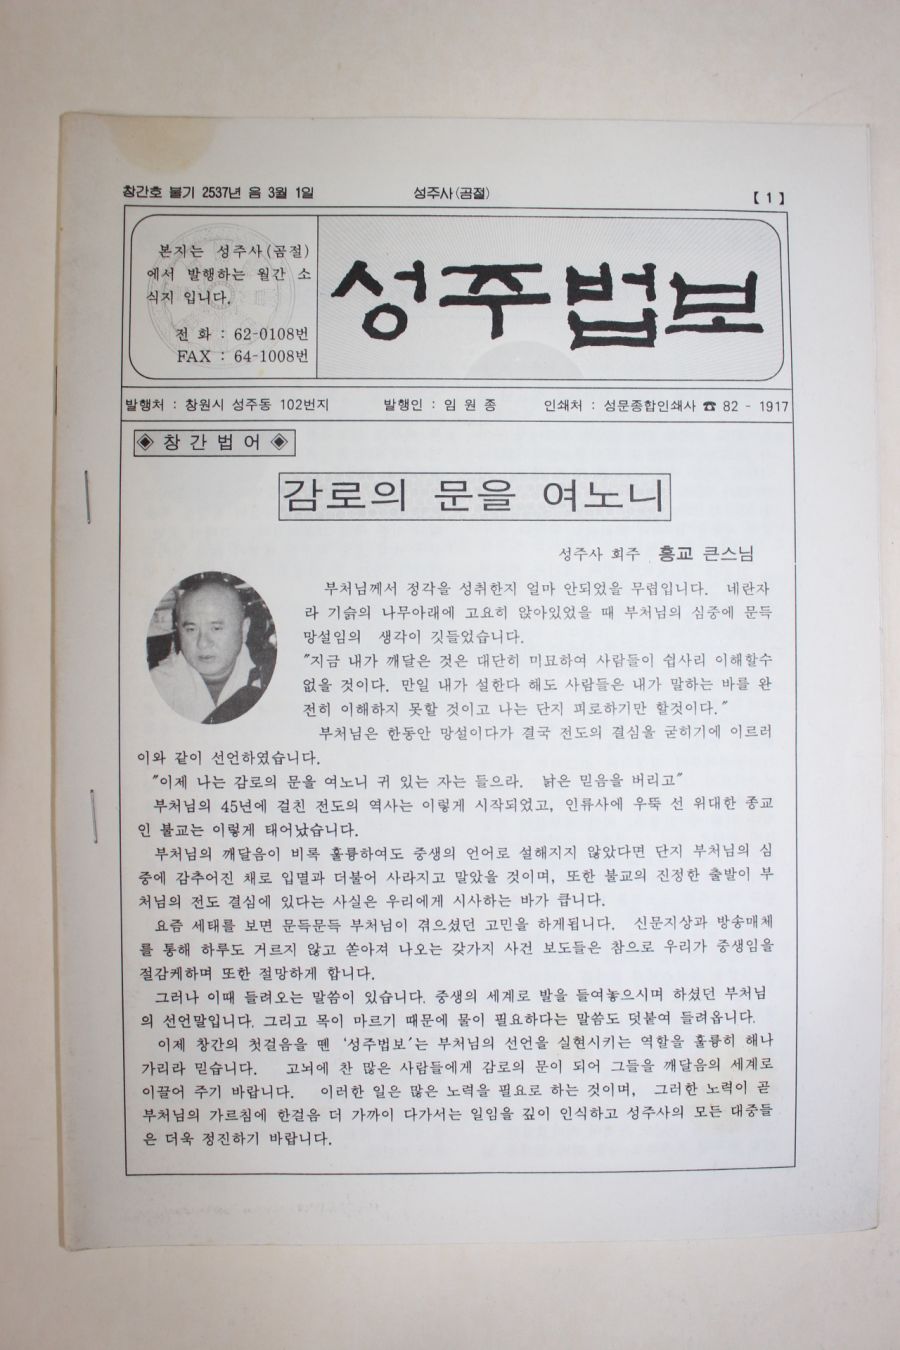 창간호 불기 2537년 음 3월 1일
성주사(곰절)
【 1 】
본지는 성주사(곰절)
에서 발행하는 월간 소
식지 입니다.
전 화 : 62-0108번
FAX : 64-1008번
성주법보
발행처 : 창원시 성주동 102번지
발행인 : 임 원 종
인쇄처 : 성문종합인쇄사 ☎ 82 - 1917
◈ 창 간 법 어 ◈
감로의 문을 여노니
성주사 회주 흥교 큰스님
부처님께서 정각을 성취한지 얼마 안되었을 무렵입니다. 네란자
라 기슭의 나무아래에 고요히 앉아있었을 때 부처님의 심중에 문득
망설임의 생각이 깃들었습니다.
"지금 내가 깨달은 것은 대단히 미묘하여 사람들이 쉽사리 이해할수
없을 것이다. 만일 내가 설한다 해도 사람들은 내가 말하는 바를 완
전히 이해하지 못할 것이고 나는 단지 피로하기만 할것이다."
부처님은 한동안 망설이다가 결국 전도의 결심을 굳히기에 이르러
이와 같이 선언하였습니다.
"이제 나는 감로의 문을 여노니 귀 있는 자는 들으라. 낡은 믿음을 버리고"
부처님의 45년에 걸친 전도의 역사는 이렇게 시작되었고, 인류사에 우뚝 선 위대한 종교
인 불교는 이렇게 태어났습니다.
부처님의 깨달음이 비록 훌륭하여도 중생의 언어로 설해지지 않았다면 단지 부처님의 심
중에 감추어진 채로 입멸과 더불어 사라지고 말았을 것이며, 또한 불교의 진정한 출발이 부
처님의 전도 결심에 있다는 사실은 우리에게 시사하는 바가 큽니다.
요즘 세태를 보면 문득문득 부처님이 겪으셨던 고민을 하게됩니다. 신문지상과 방송매체
를 통해 하루도 거르지 않고 쏟아져 나오는 갖가지 사건 보도들은 참으로 우리가 중생임을
절감케하며 또한 절망하게 합니다.
그러나 이때 들려오는 말씀이 있습니다. 중생의 세계로 발을 들여놓으시며 하셨던 부처님
의 선언말입니다. 그리고 목이 마르기 때문에 물이 필요하다는 말씀도 덧붙여 들려옵니다.
이제 창간의 첫걸음을 뗀 '성주법보'는 부처님의 선언을 실현시키는 역할을 훌륭히 해나
가리라 믿습니다. 고뇌에 찬 많은 사람들에게 감로의 문이 되어 그들을 깨달음의 세계로
이끌어 주기 바랍니다. 이러한 일은 많은 노력을 필요로 하는 것이며, 그러한 노력이 곧
부처님의 가르침에 한걸음 더 가까이 다가서는 일임을 깊이 인식하고 성주사의 모든 대중들
은 더욱 정진하기 바랍니다.